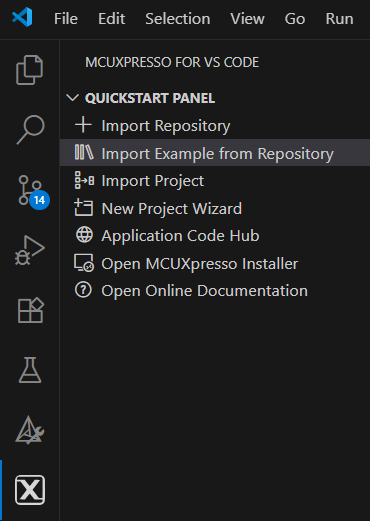 File Edit Selection View Go Run
MCUXPRESSO FOR VS CODE
QUICKSTART PANEL
Import Repository
Import Example from Repository
Import Project
14
New Project Wizard
Application Code Hub
Open MCUXpresso Installer
Open Online Documentation